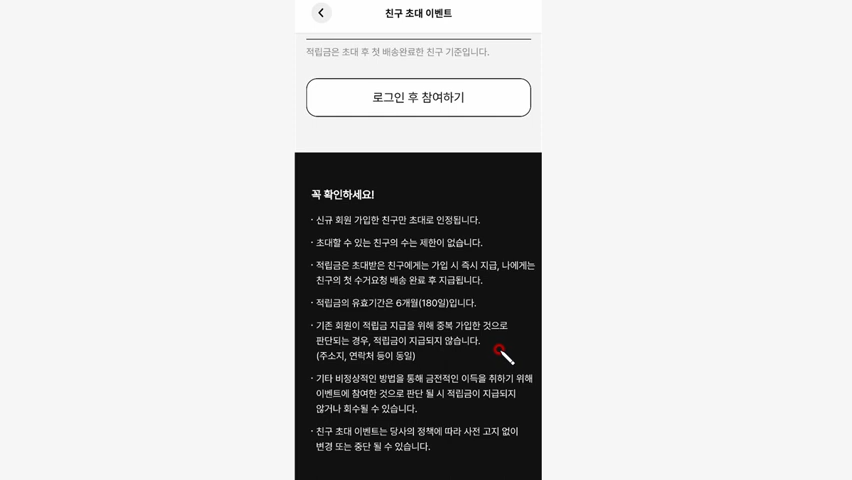 친구 초대 이벤트
적립금은 초대 후 첫 배송완료한 친구 기준입니다.
로그인 후 참여하기
꼭 확인하세요!
· 신규 회원 가입한 친구만 초대로 인정됩니다.
· 초대할 수 있는 친구의 수는 제한이 없습니다.
· 적립금은 초대받은 친구에게는 가입 시 즉시 지급, 나에게는
친구의 첫 수거요청 배송 완료 후 지급됩니다.
· 적립금의 유효기간은 6개월(180일)입니다.
· 기존 회원이 적립금 지급을 위해 중복 가입한 것으로
판단되는 경우, 적립금이 지급되지 않습니다.
(주소지, 연락처 등이 동일)
· 기타 비정상적인 방법을 통해 금전적인 이득을 취하기 위해
이벤트에 참여한 것으로 판단 될 시 적립금이 지급되지
않거나 회수될 수 있습니다.
· 친구 초대 이벤트는 당사의 정책에 따라 사전 고지 없이
변경 또는 중단 될 수 있습니다.